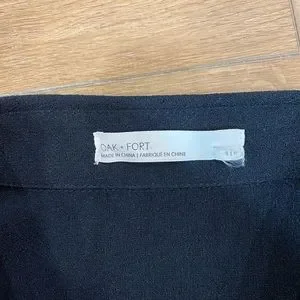 OAK + FORT
MADE IN CHINA | FABRIQUÉ EN CHINE